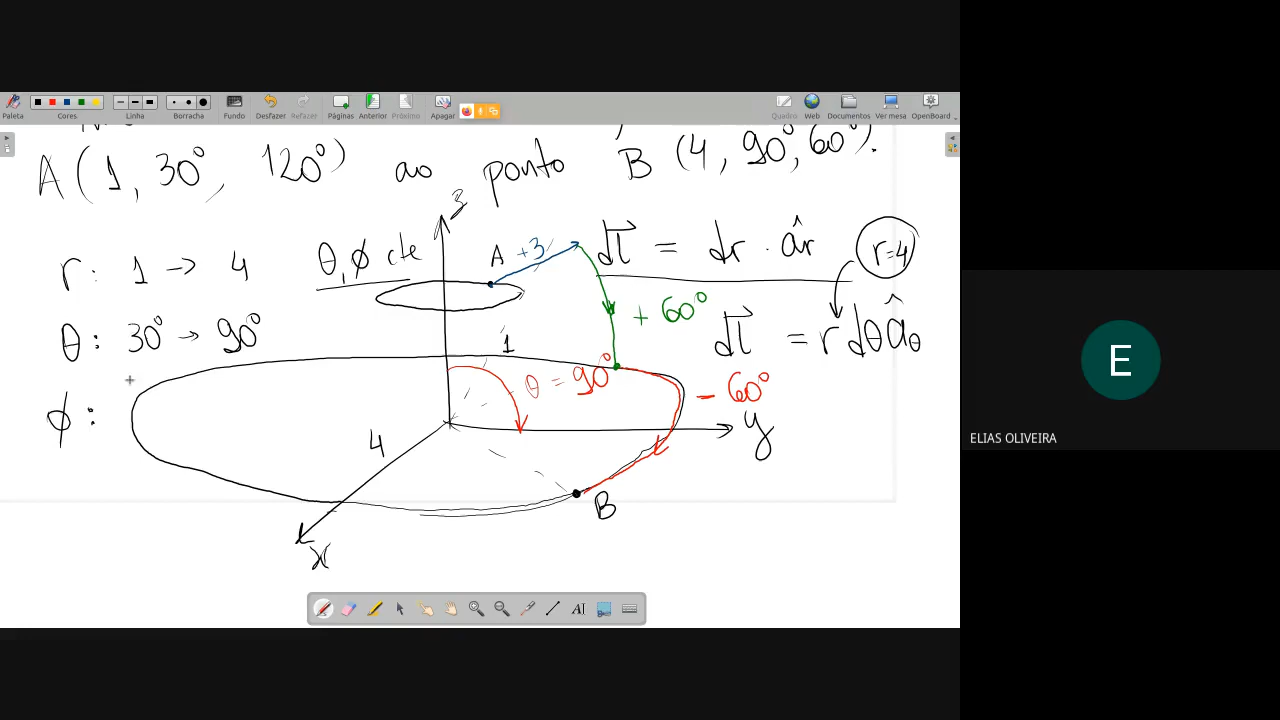 Paleta Cores Linha Borracha Fundo Desfazer Refazer Páginas Anterior Próximo Apagar Quadro Web Documentos Ver mesa OpenBoard
A (1, 30°, 120°) ao ponto B (4, 90°, 60°).
z
r: 1 → 4
θ, ϕ cte
A +3
dl = dr · âr
r=4
θ: 30° → 90°
+ 60°
dl = r dθ âθ
1
θ = 90°
- 60°
ϕ:
4
y
B
x
AI
E
ELIAS OLIVEIRA